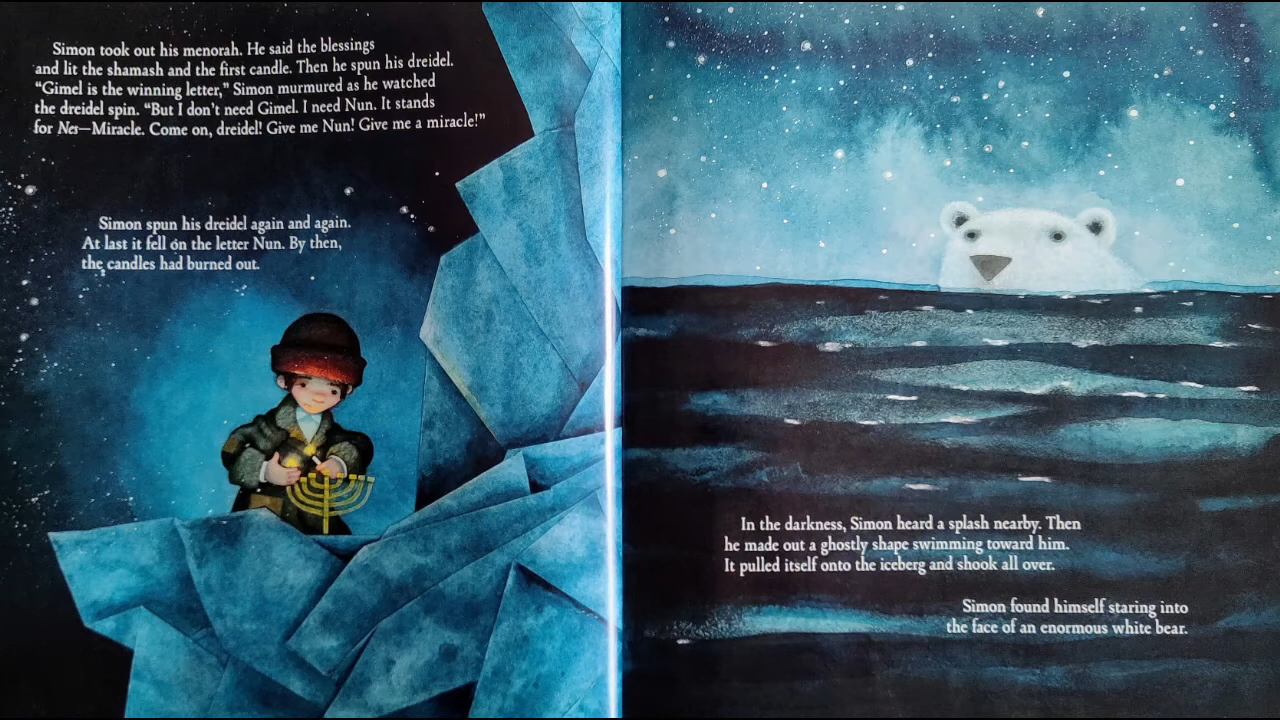 Simon took out his menorah. He said the blessings
and lit the shamash and the first candle. Then he spun his dreidel.
“Gimel is the winning letter,” Simon murmured as he watched
the dreidel spin. “But I don’t need Gimel. I need Nun. It stands
for Nes—Miracle. Come on, dreidel! Give me Nun! Give me a miracle!”
Simon spun his dreidel again and again.
At last it fell on the letter Nun. By then,
the candles had burned out.
In the darkness, Simon heard a splash nearby. Then
he made out a ghostly shape swimming toward him.
It pulled itself onto the iceberg and shook all over.
Simon found himself staring into
the face of an enormous white bear.